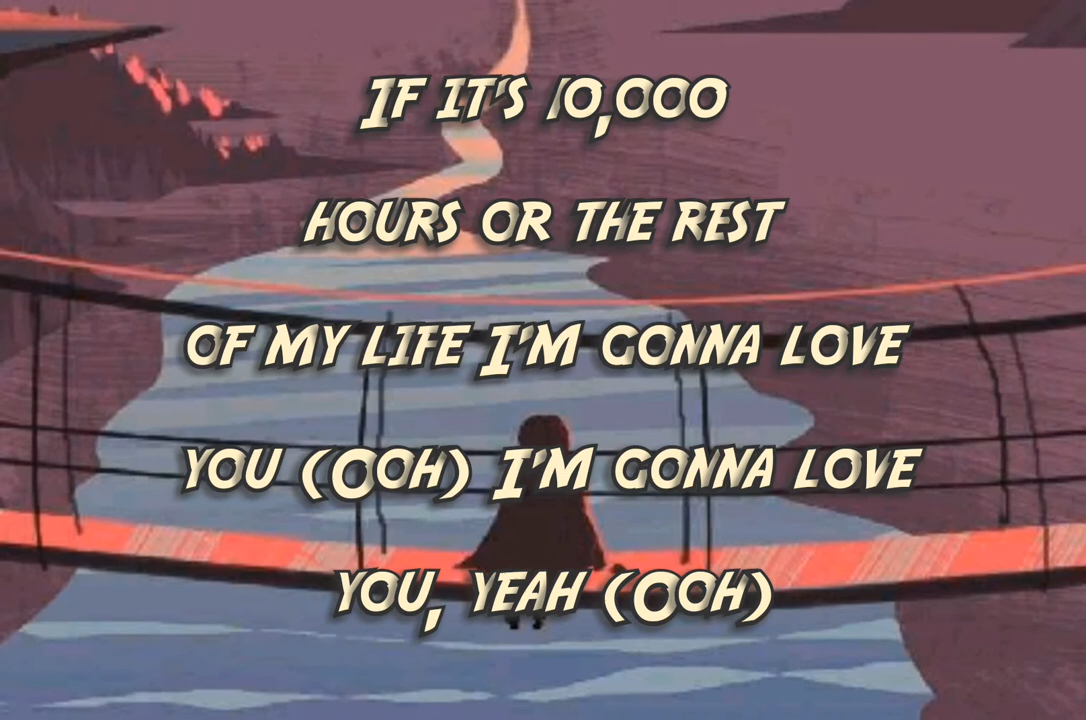 If it's 10,000
hours or the rest
of my life I'm gonna love
you (Ooh) I'm gonna love
you, yeah (Ooh)